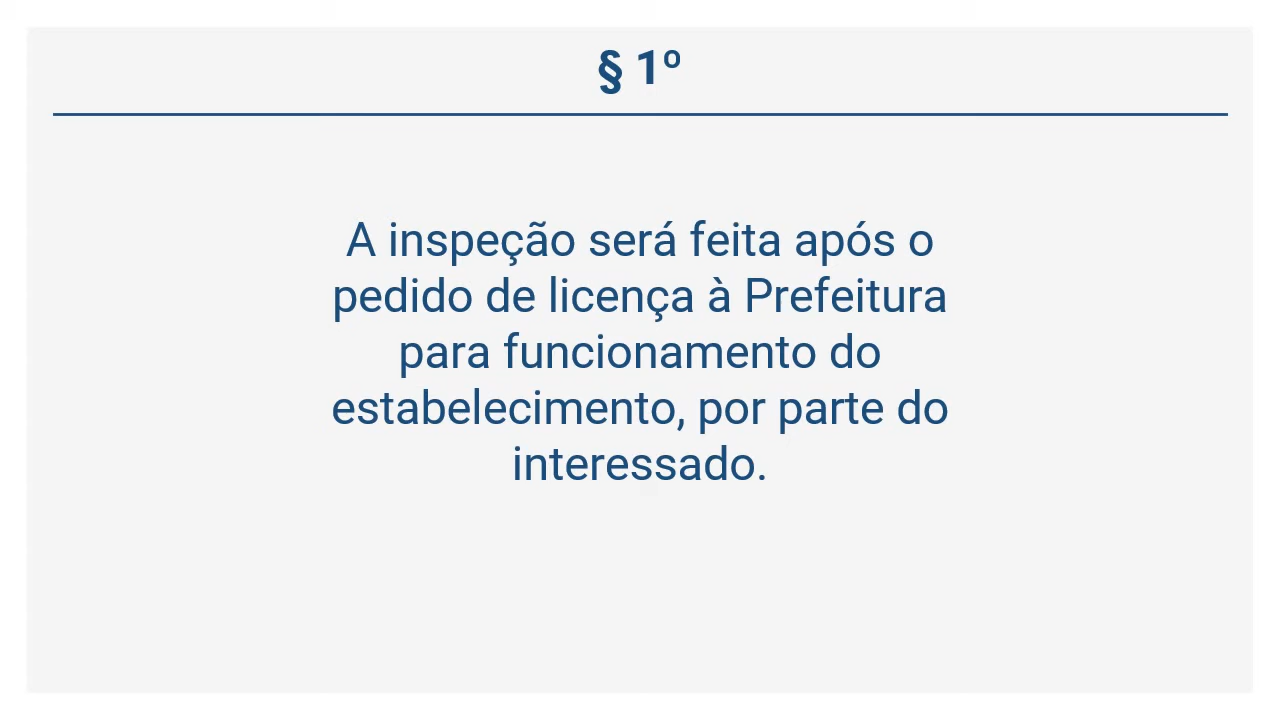 § 1º
A inspeção será feita após o
pedido de licença à Prefeitura
para funcionamento do
estabelecimento, por parte do
interessado.